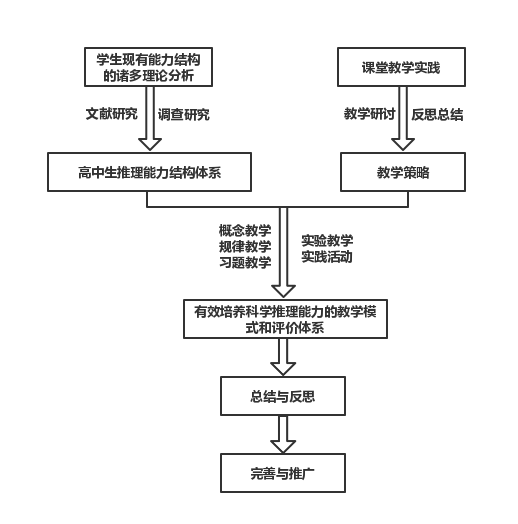 学生现有能力结构
的诸多理论分析
课堂教学实践
文献研究
调查研究
教学研讨
反思总结
高中生推理能力结构体系
教学策略
概念教学
规律教学
习题教学
实验教学
实践活动
有效培养科学推理能力的教学模
式和评价体系
总结与反思
完善与推广